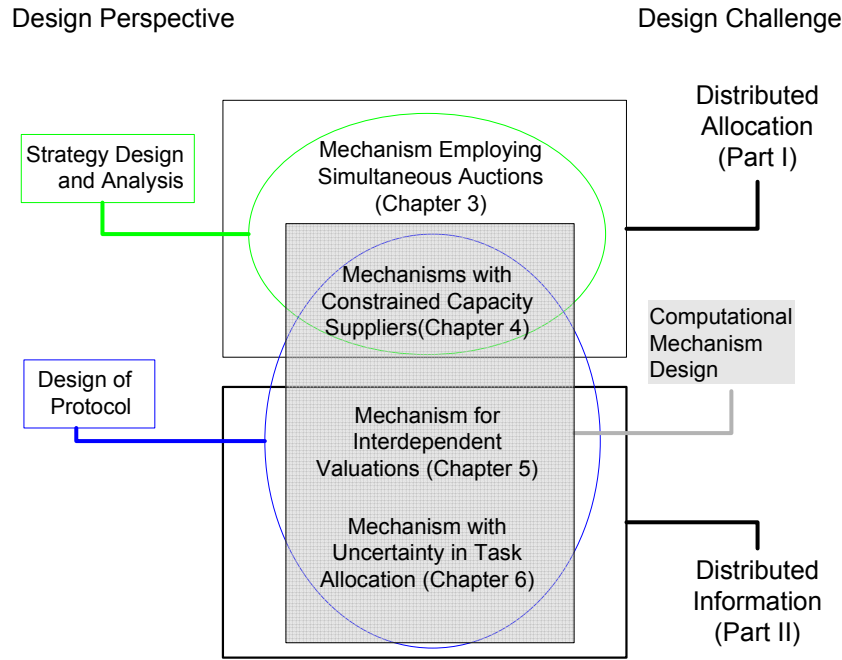 Design Perspective
Design Challenge
Distributed
Allocation
(Part I)
Strategy Design
and Analysis
Mechanism Employing
Simultaneous Auctions
(Chapter 3)
Mechanisms with
Constrained Capacity
Suppliers(Chapter 4)
Computational
Mechanism
Design
Design of
Protocol
Mechanism for
Interdependent
Valuations (Chapter 5)
Mechanism with
Uncertainty in Task
Allocation (Chapter 6)
Distributed
Information
(Part II)